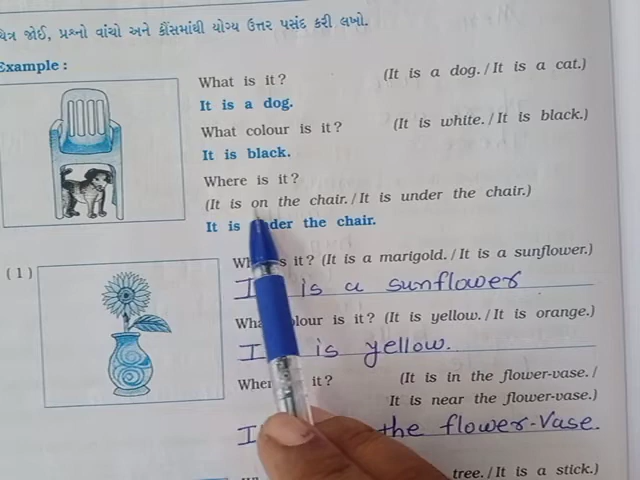 જોઈ, પ્રશ્નો વાંચો અને કૌંસમાંથી યોગ્ય ઉત્તર પસંદ કરી લખો.
Example :
What is it? (It is a dog. / It is a cat.)
It is a dog.
What colour is it? (It is white. / It is black.)
It is black.
Where is it?
(It is on the chair. / It is under the chair.)
It is the chair.
(1) it? (It is a marigold. / It is a sunflower.)
is a sunflower
colour is it? (It is yellow. / It is orange.)
is yellow.
it? (It is in the flower-vase. /
It is near the flower-vase.)
the flower-Vase.
tree. / It is a stick.)